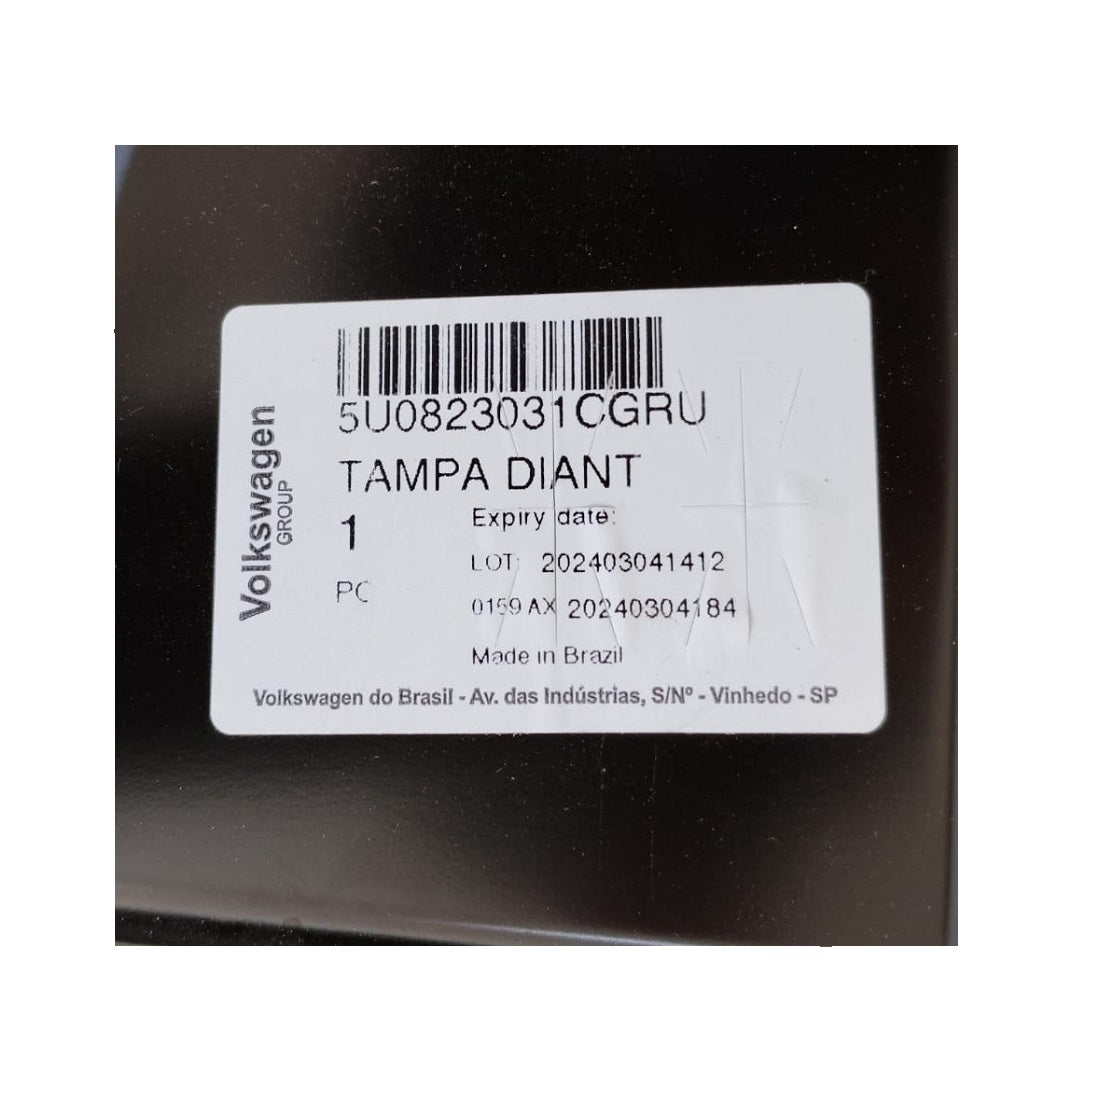 Volkswagen
GROUP
5U0823031CGRU
TAMPA DIANT
1
Expiry date:
LOT: 202403041412
PC
0159 AX 20240304184
Made in Brazil
Volkswagen do Brasil - Av. das Indústrias, S/Nº - Vinhedo - SP